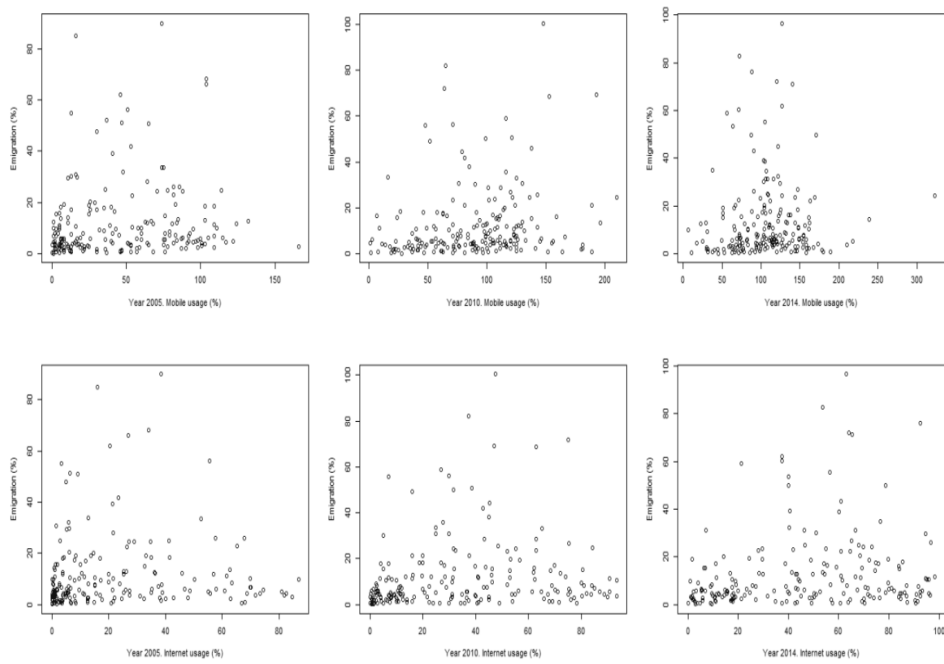 Emigration (%)
0 20 40 60 80
0 50 100 150
Year 2005. Mobile usage (%)
Emigration (%)
0 20 40 60 80 100
0 50 100 150 200
Year 2010. Mobile usage (%)
Emigration (%)
0 20 40 60 80 100
0 50 100 150 200 250 300
Year 2014. Mobile usage (%)
Emigration (%)
0 20 40 60 80
0 20 40 60 80
Year 2005. Internet usage (%)
Emigration (%)
0 20 40 60 80 100
0 20 40 60 80
Year 2010. Internet usage (%)
Emigration (%)
0 20 40 60 80 100
0 20 40 60 80 100
Year 2014. Internet usage (%)